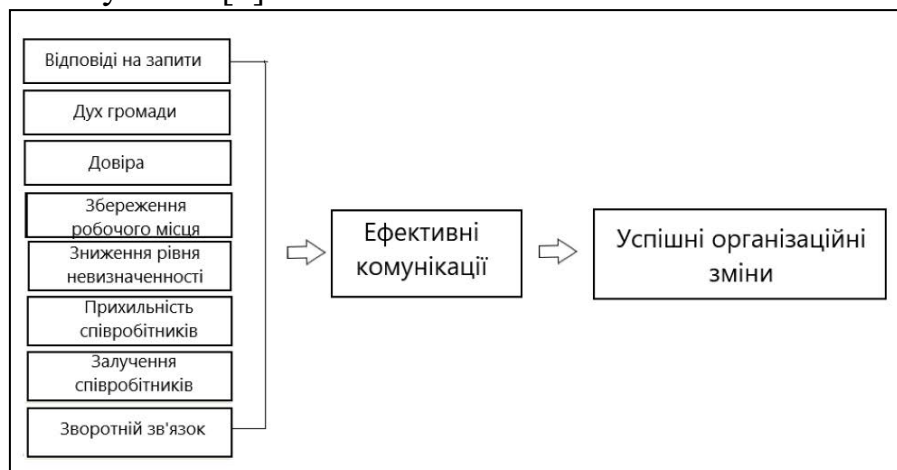 Відповіді на запити
Дух громади
Довіра
Збереження
робочого місця
Зниження рівня
невизначенності
Прихильність
співробітників
Залучення
співробітників
Зворотній зв'язок
Ефективні
комунікації
Успішні організаційні
зміни